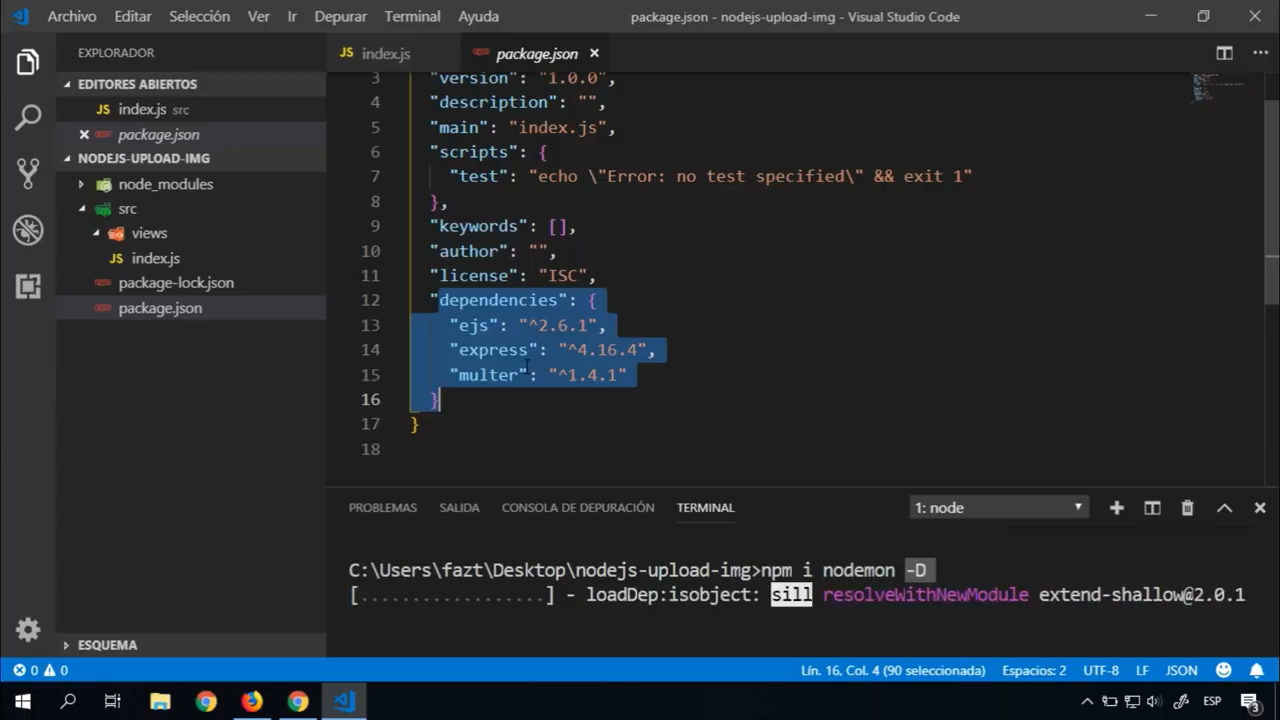 Archivo Editar Selección Ver Ir Depurar Terminal Ayuda package.json - nodejs-upload-img - Visual Studio Code
EXPLORADOR
EDITORES ABIERTOS
JS index.js src
package.json
NODEJS-UPLOAD-IMG
node_modules
src
views
JS index.js
package-lock.json
package.json
ESQUEMA
JS index.js package.json
3 "version": "1.0.0",
4 "description": "",
5 "main": "index.js",
6 "scripts": {
7 "test": "echo \"Error: no test specified\" && exit 1"
8 },
9 "keywords": [],
10 "author": "",
11 "license": "ISC",
12 "dependencies": {
13 "ejs": "^2.6.1",
14 "express": "^4.16.4",
15 "multer": "^1.4.1"
16 }
17 }
18
PROBLEMAS SALIDA CONSOLA DE DEPURACIÓN TERMINAL 1: node
C:\Users\fazt\Desktop\nodejs-upload-img>npm i nodemon -D
[..................] - loadDep:isobject: sill resolveWithNewModule extend-shallow@2.0.1
0 0 Lín. 16, Col. 4 (90 seleccionada) Espacios: 2 UTF-8 LF JSON
ESP 3